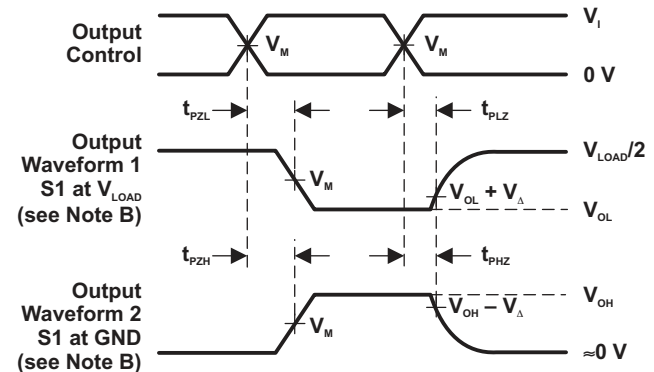 Output
Control
V_M
V_M
V_I
0 V
t_PZL
t_PLZ
Output
Waveform 1
S1 at V_LOAD
(see Note B)
V_M
V_OL + V_Δ
V_LOAD/2
V_OL
t_PZH
t_PHZ
Output
Waveform 2
S1 at GND
(see Note B)
V_M
V_OH – V_Δ
V_OH
≈0 V